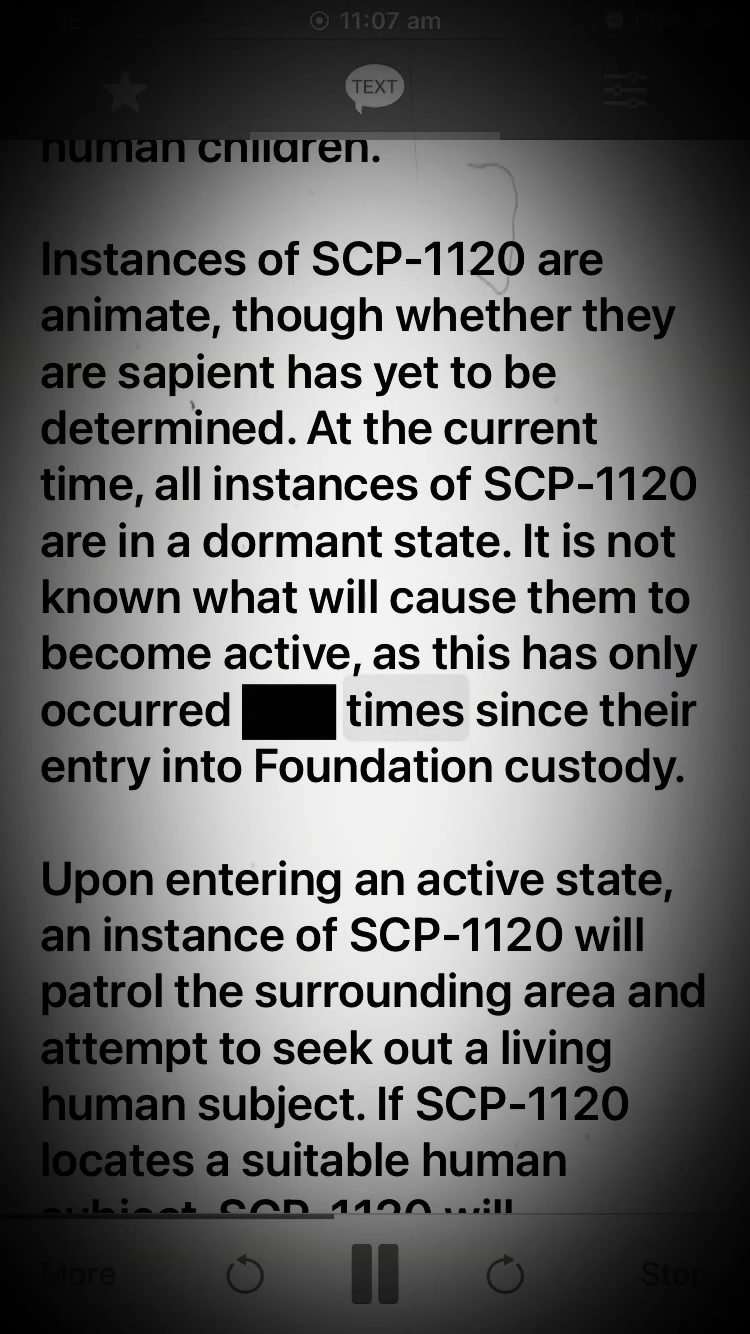 11:07 am
TEXT
human children.
Instances of SCP-1120 are
animate, though whether they
are sapient has yet to be
determined. At the current
time, all instances of SCP-1120
are in a dormant state. It is not
known what will cause them to
become active, as this has only
occurred times since their
entry into Foundation custody.
Upon entering an active state,
an instance of SCP-1120 will
patrol the surrounding area and
attempt to seek out a living
human subject. If SCP-1120
locates a suitable human
subject, SCP-1120 will
More Stop